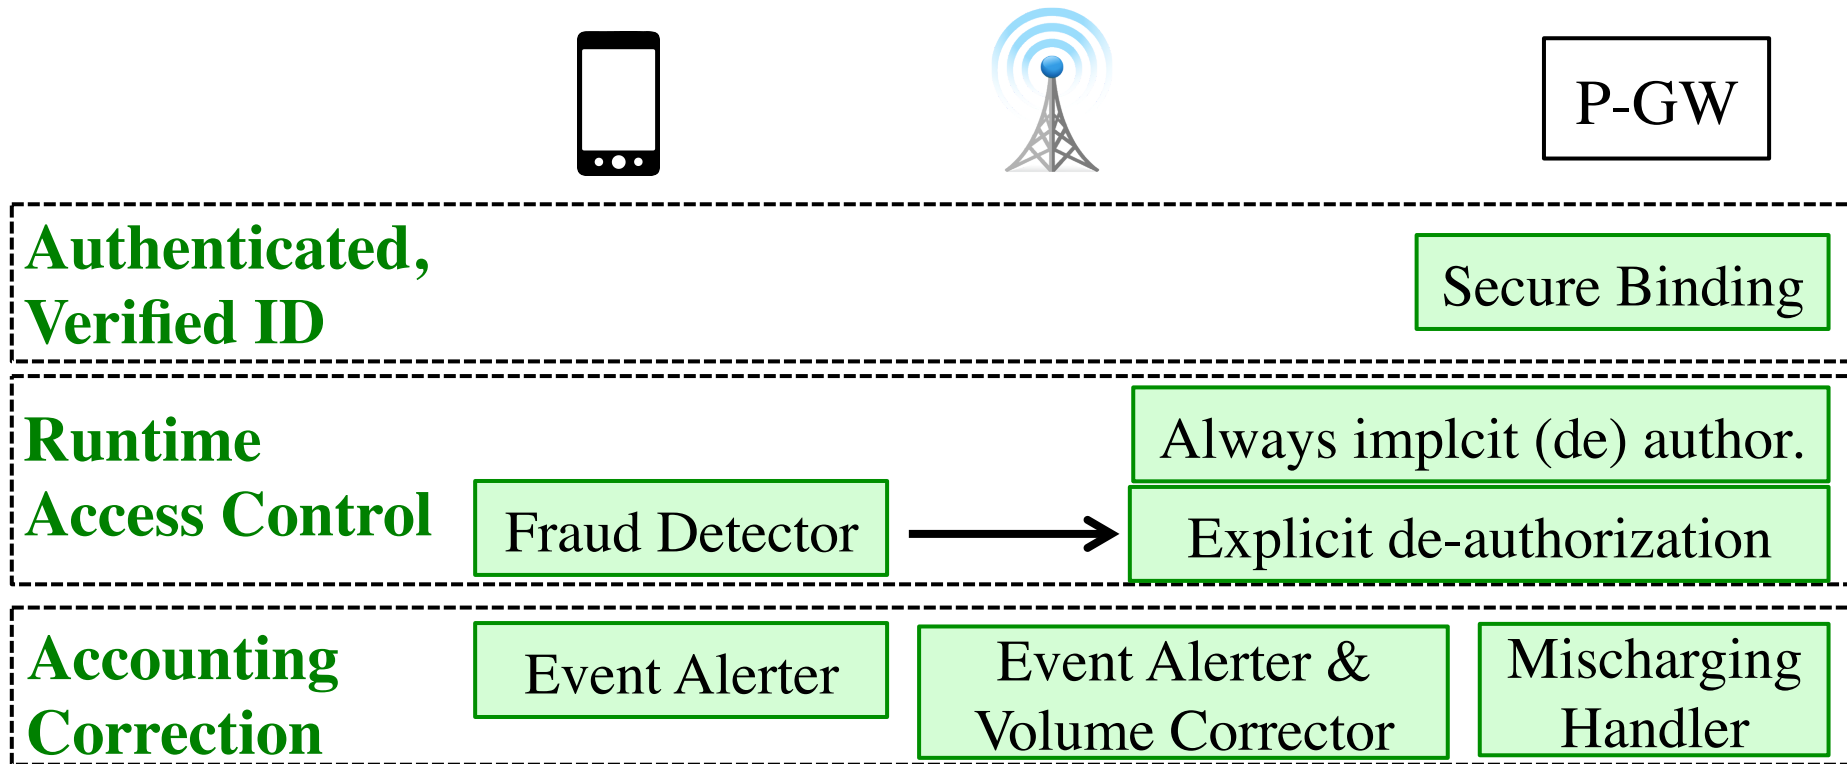 P-GW
Authenticated,
Verified ID
Secure Binding
Runtime
Access Control
Always implcit (de) author.
Fraud Detector
Explicit de-authorization
Accounting
Correction
Event Alerter
Event Alerter &
Volume Corrector
Mischarging
Handler